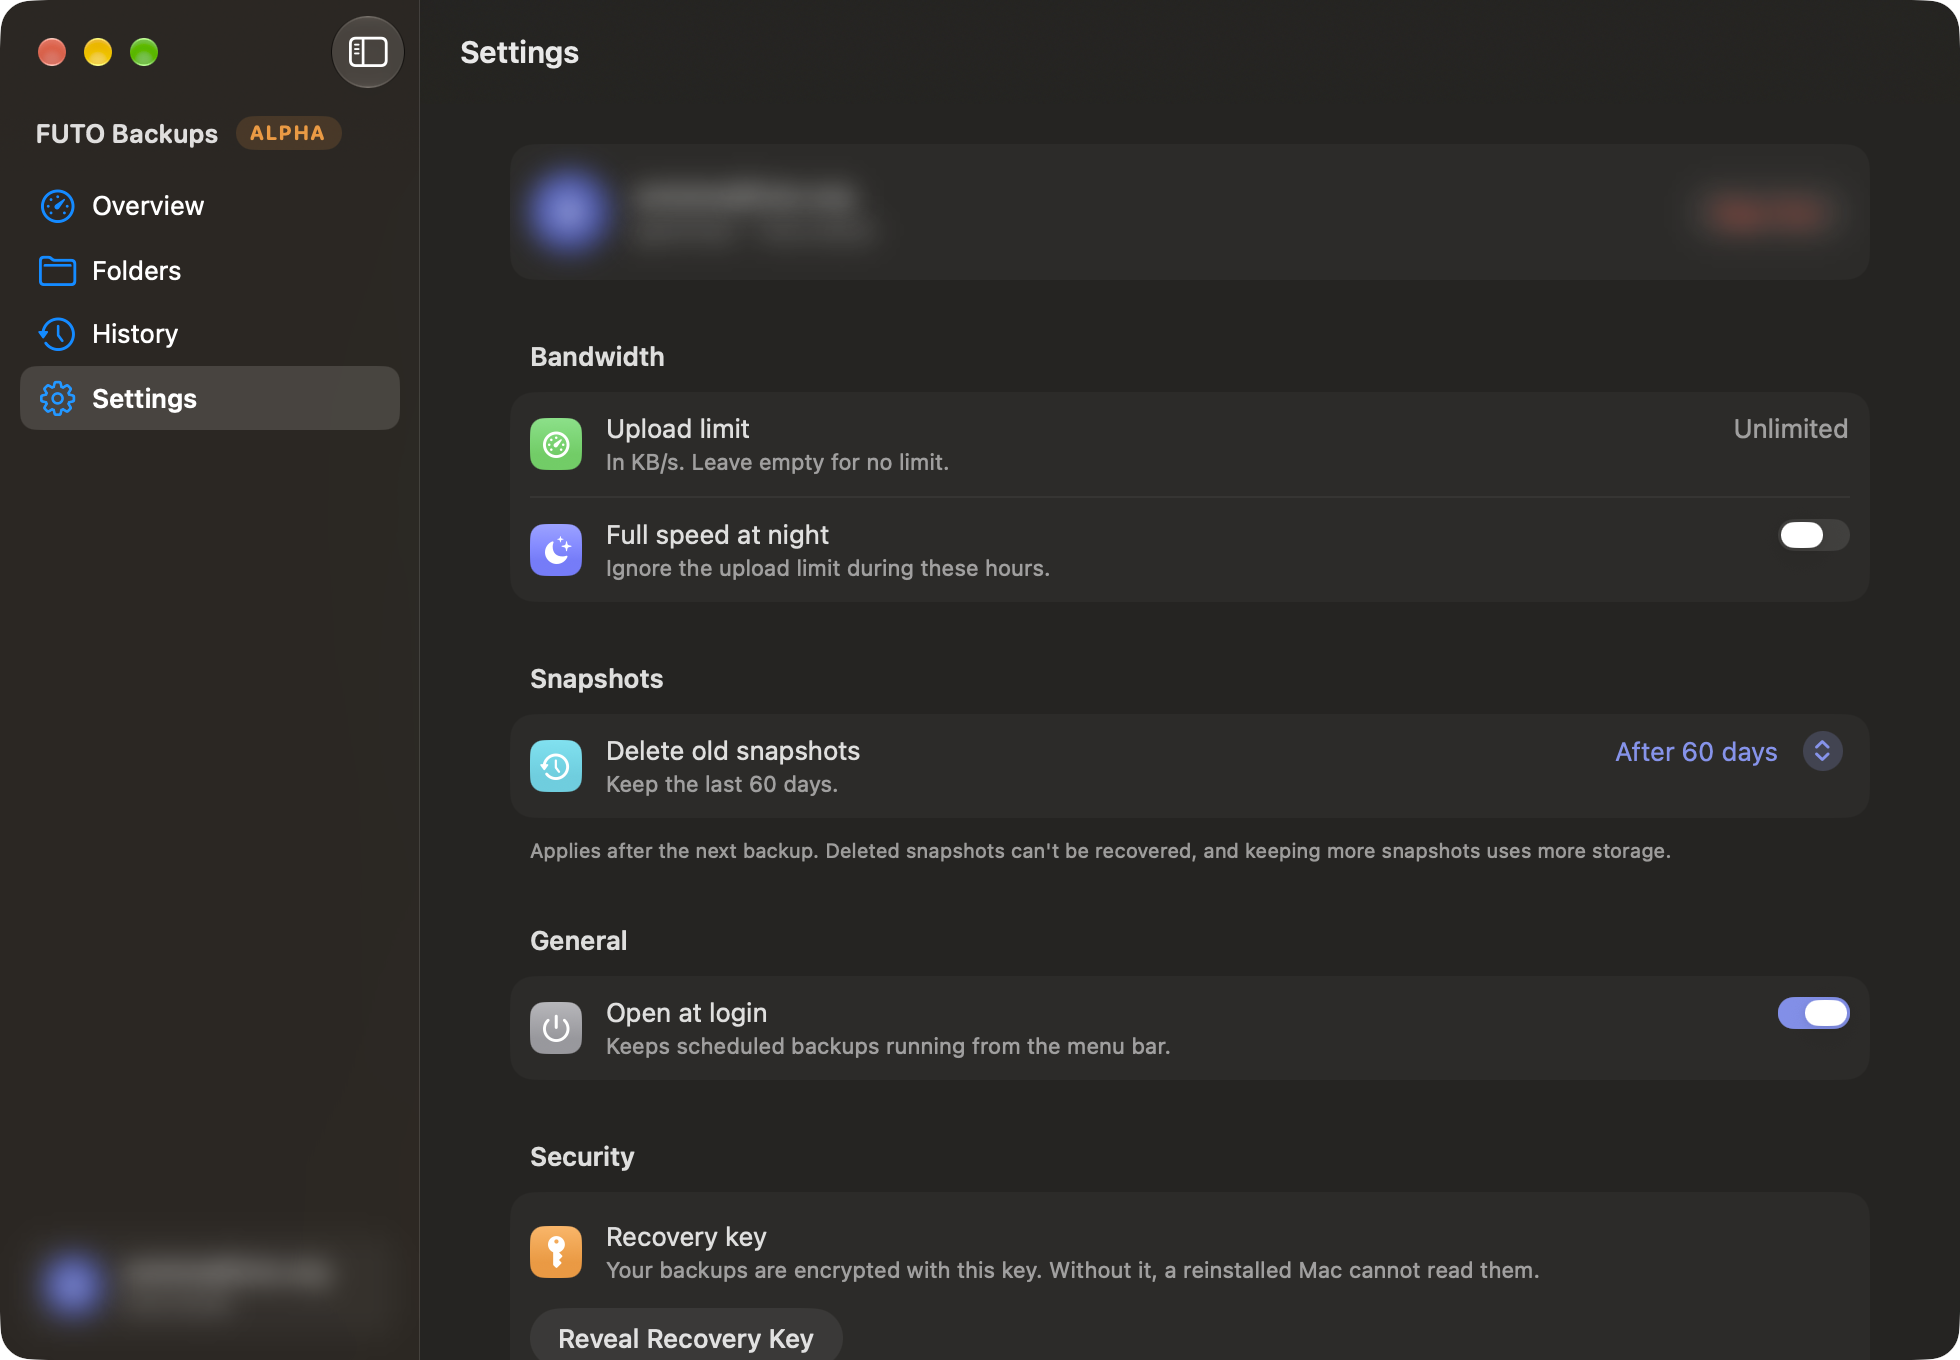 Settings
FUTO Backups ALPHA
Overview
Folders
History
Settings
Bandwidth
Upload limit
Unlimited
In KB/s. Leave empty for no limit.
Full speed at night
Ignore the upload limit during these hours.
Snapshots
Delete old snapshots
After 60 days
Keep the last 60 days.
Applies after the next backup. Deleted snapshots can't be recovered, and keeping more snapshots uses more storage.
General
Open at login
Keeps scheduled backups running from the menu bar.
Security
Recovery key
Your backups are encrypted with this key. Without it, a reinstalled Mac cannot read them.
Reveal Recovery Key